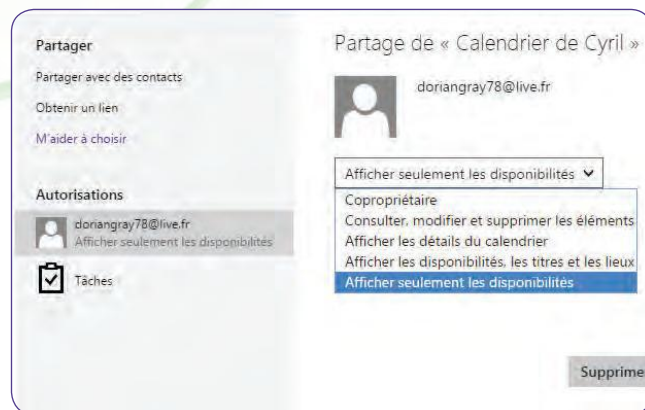 Partager
Partager avec des contacts
Obtenir un lien
M'aider à choisir
Autorisations
doriangray78@live.fr
Afficher seulement les disponibilités
Tâches
Partage de « Calendrier de Cyril »
doriangray78@live.fr
Afficher seulement les disponibilités
Copropriétaire
Consulter, modifier et supprimer les éléments
Afficher les détails du calendrier
Afficher les disponibilités, les titres et les lieux
Afficher seulement les disponibilités
Supprime